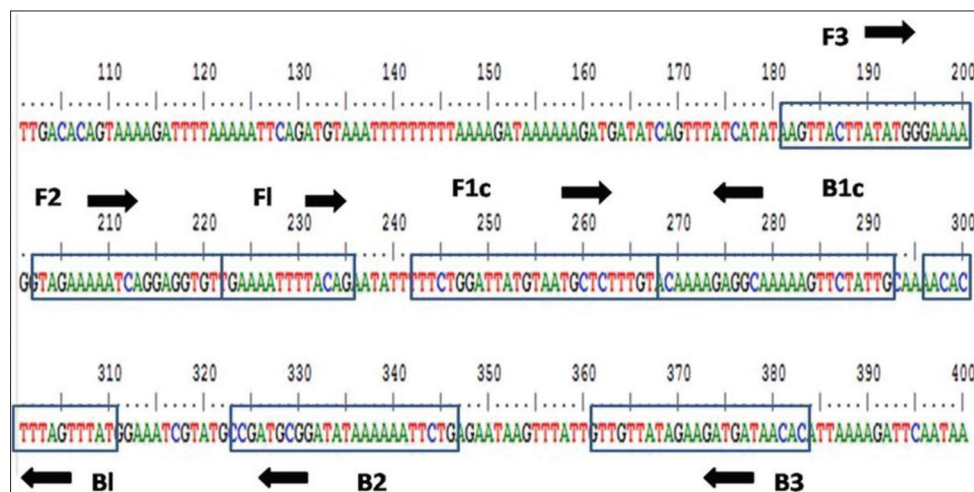 F3
110 120 130 140 150 160 170 180 190 200
TTGACACAGTAAAAGATTTTAAAAATTCAGATGTAAATTTTTTTTTAAAAGATAAAAAAGATGATATCAGTTTATCATATAAGTTACTTATATGGGAAAA
F2 Fl F1c B1c
210 220 230 240 250 260 270 280 290 300
GGTAGAAAAATCAGGAGGTGTTGAAAATTTTACAGAATATTTTTCTGGATTATGTAATGCTCTTTGTACAAAAGAGGCAAAAAGTTCTATTGCAAAACAC
310 320 330 340 350 360 370 380 390 400
TTTAGTTTATGGAAATCGTATGCCGATGCGGATATAAAAAATTCTGAGAATAAGTTTATTGTTGTTATAGAAGATGATAACACATTAAAAGATTCAATAA
Bl B2 B3